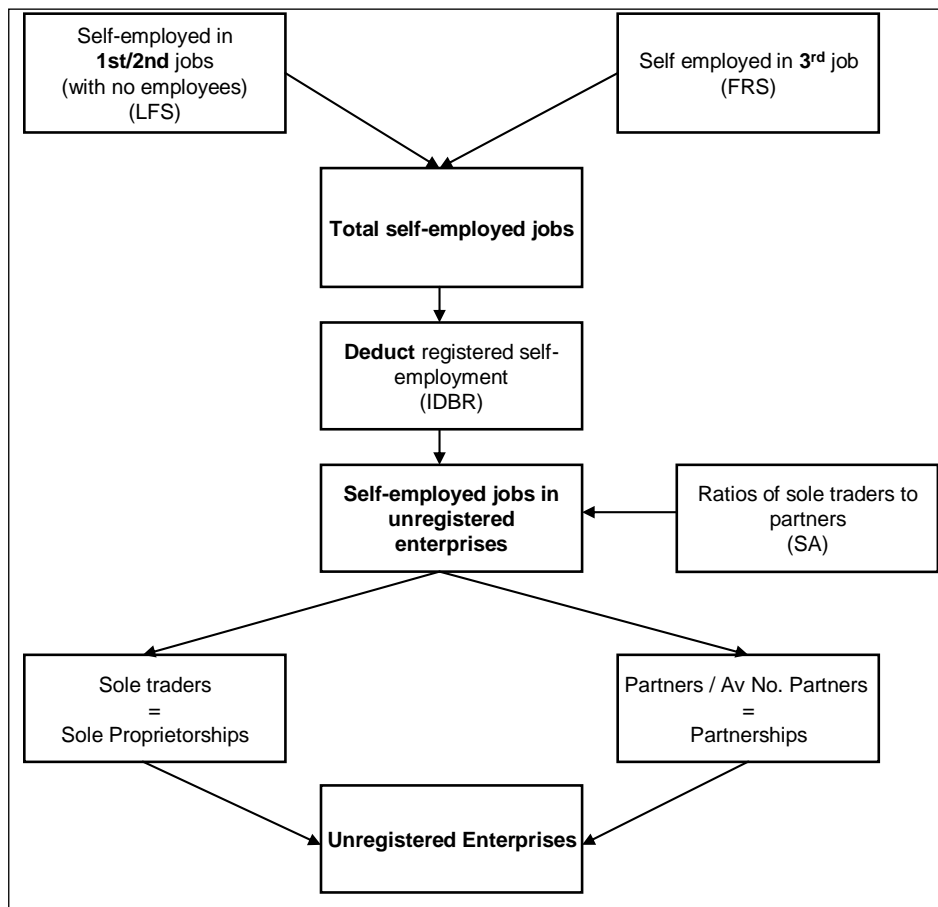 Self-employed in
1st/2nd jobs
(with no employees)
(LFS)
Self employed in 3rd job
(FRS)
Total self-employed jobs
Deduct registered self-
employment
(IDBR)
Self-employed jobs in
unregistered
enterprises
Ratios of sole traders to
partners
(SA)
Sole traders
=
Sole Proprietorships
Partners / Av No. Partners
=
Partnerships
Unregistered Enterprises